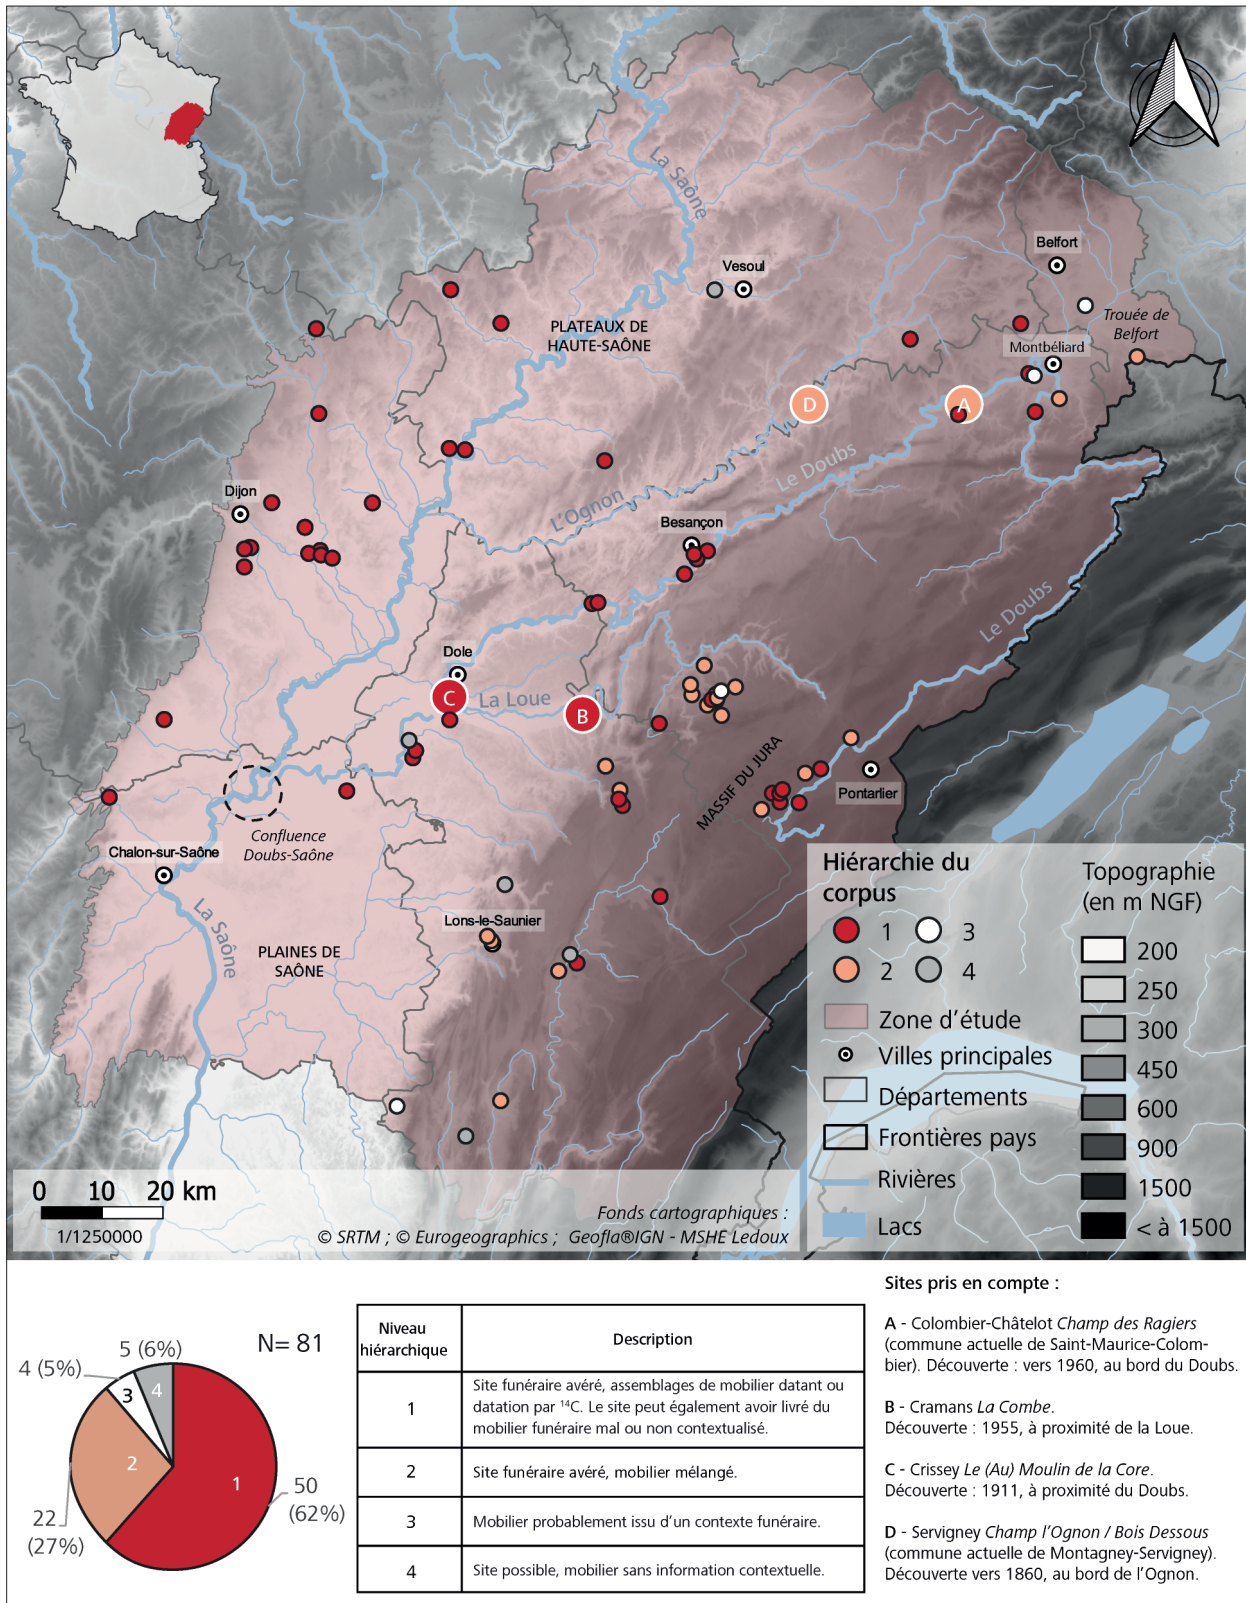 La Saône
Belfort
Vesoul
Trouée de
Belfort
PLATEAUX DE
HAUTE-SAÔNE
Montbéliard
D
A
Le Doubs
Dijon
L'Ognon
Besançon
Le Doubs
Dole
C
La Loue
B
MASSIF DU JURA
Pontarlier
Confluence
Doubs-Saône
Chalon-sur-Saône
La Saône
Lons-le-Saunier
PLAINES DE
SAÔNE
Hiérarchie du
corpus
1
3
2
4
Zone d'étude
Villes principales
Départements
Frontières pays
Rivières
Lacs
Topographie
(en m NGF)
200
250
300
450
600
900
1500
< à 1500
0 10 20 km
1/1250000
Fonds cartographiques :
© SRTM ; © Eurogeographics ; Geofla®IGN - MSHE Ledoux
N= 81
5 (6%)
4 (5%)
3
4
2
1
50
(62%)
22
(27%)
Niveau
hiérarchique
Description
1
Site funéraire avéré, assemblages de mobilier datant ou
datation par 14C. Le site peut également avoir livré du
mobilier funéraire mal ou non contextualisé.
2
Site funéraire avéré, mobilier mélangé.
3
Mobilier probablement issu d'un contexte funéraire.
4
Site possible, mobilier sans information contextuelle.
Sites pris en compte :
A - Colombier-Châtelot Champ des Ragiers
(commune actuelle de Saint-Maurice-Colom-
bier). Découverte : vers 1960, au bord du Doubs.
B - Cramans La Combe.
Découverte : 1955, à proximité de la Loue.
C - Crissey Le (Au) Moulin de la Core.
Découverte : 1911, à proximité du Doubs.
D - Servigney Champ l'Ognon / Bois Dessous
(commune actuelle de Montagney-Servigney).
Découverte vers 1860, au bord de l'Ognon.